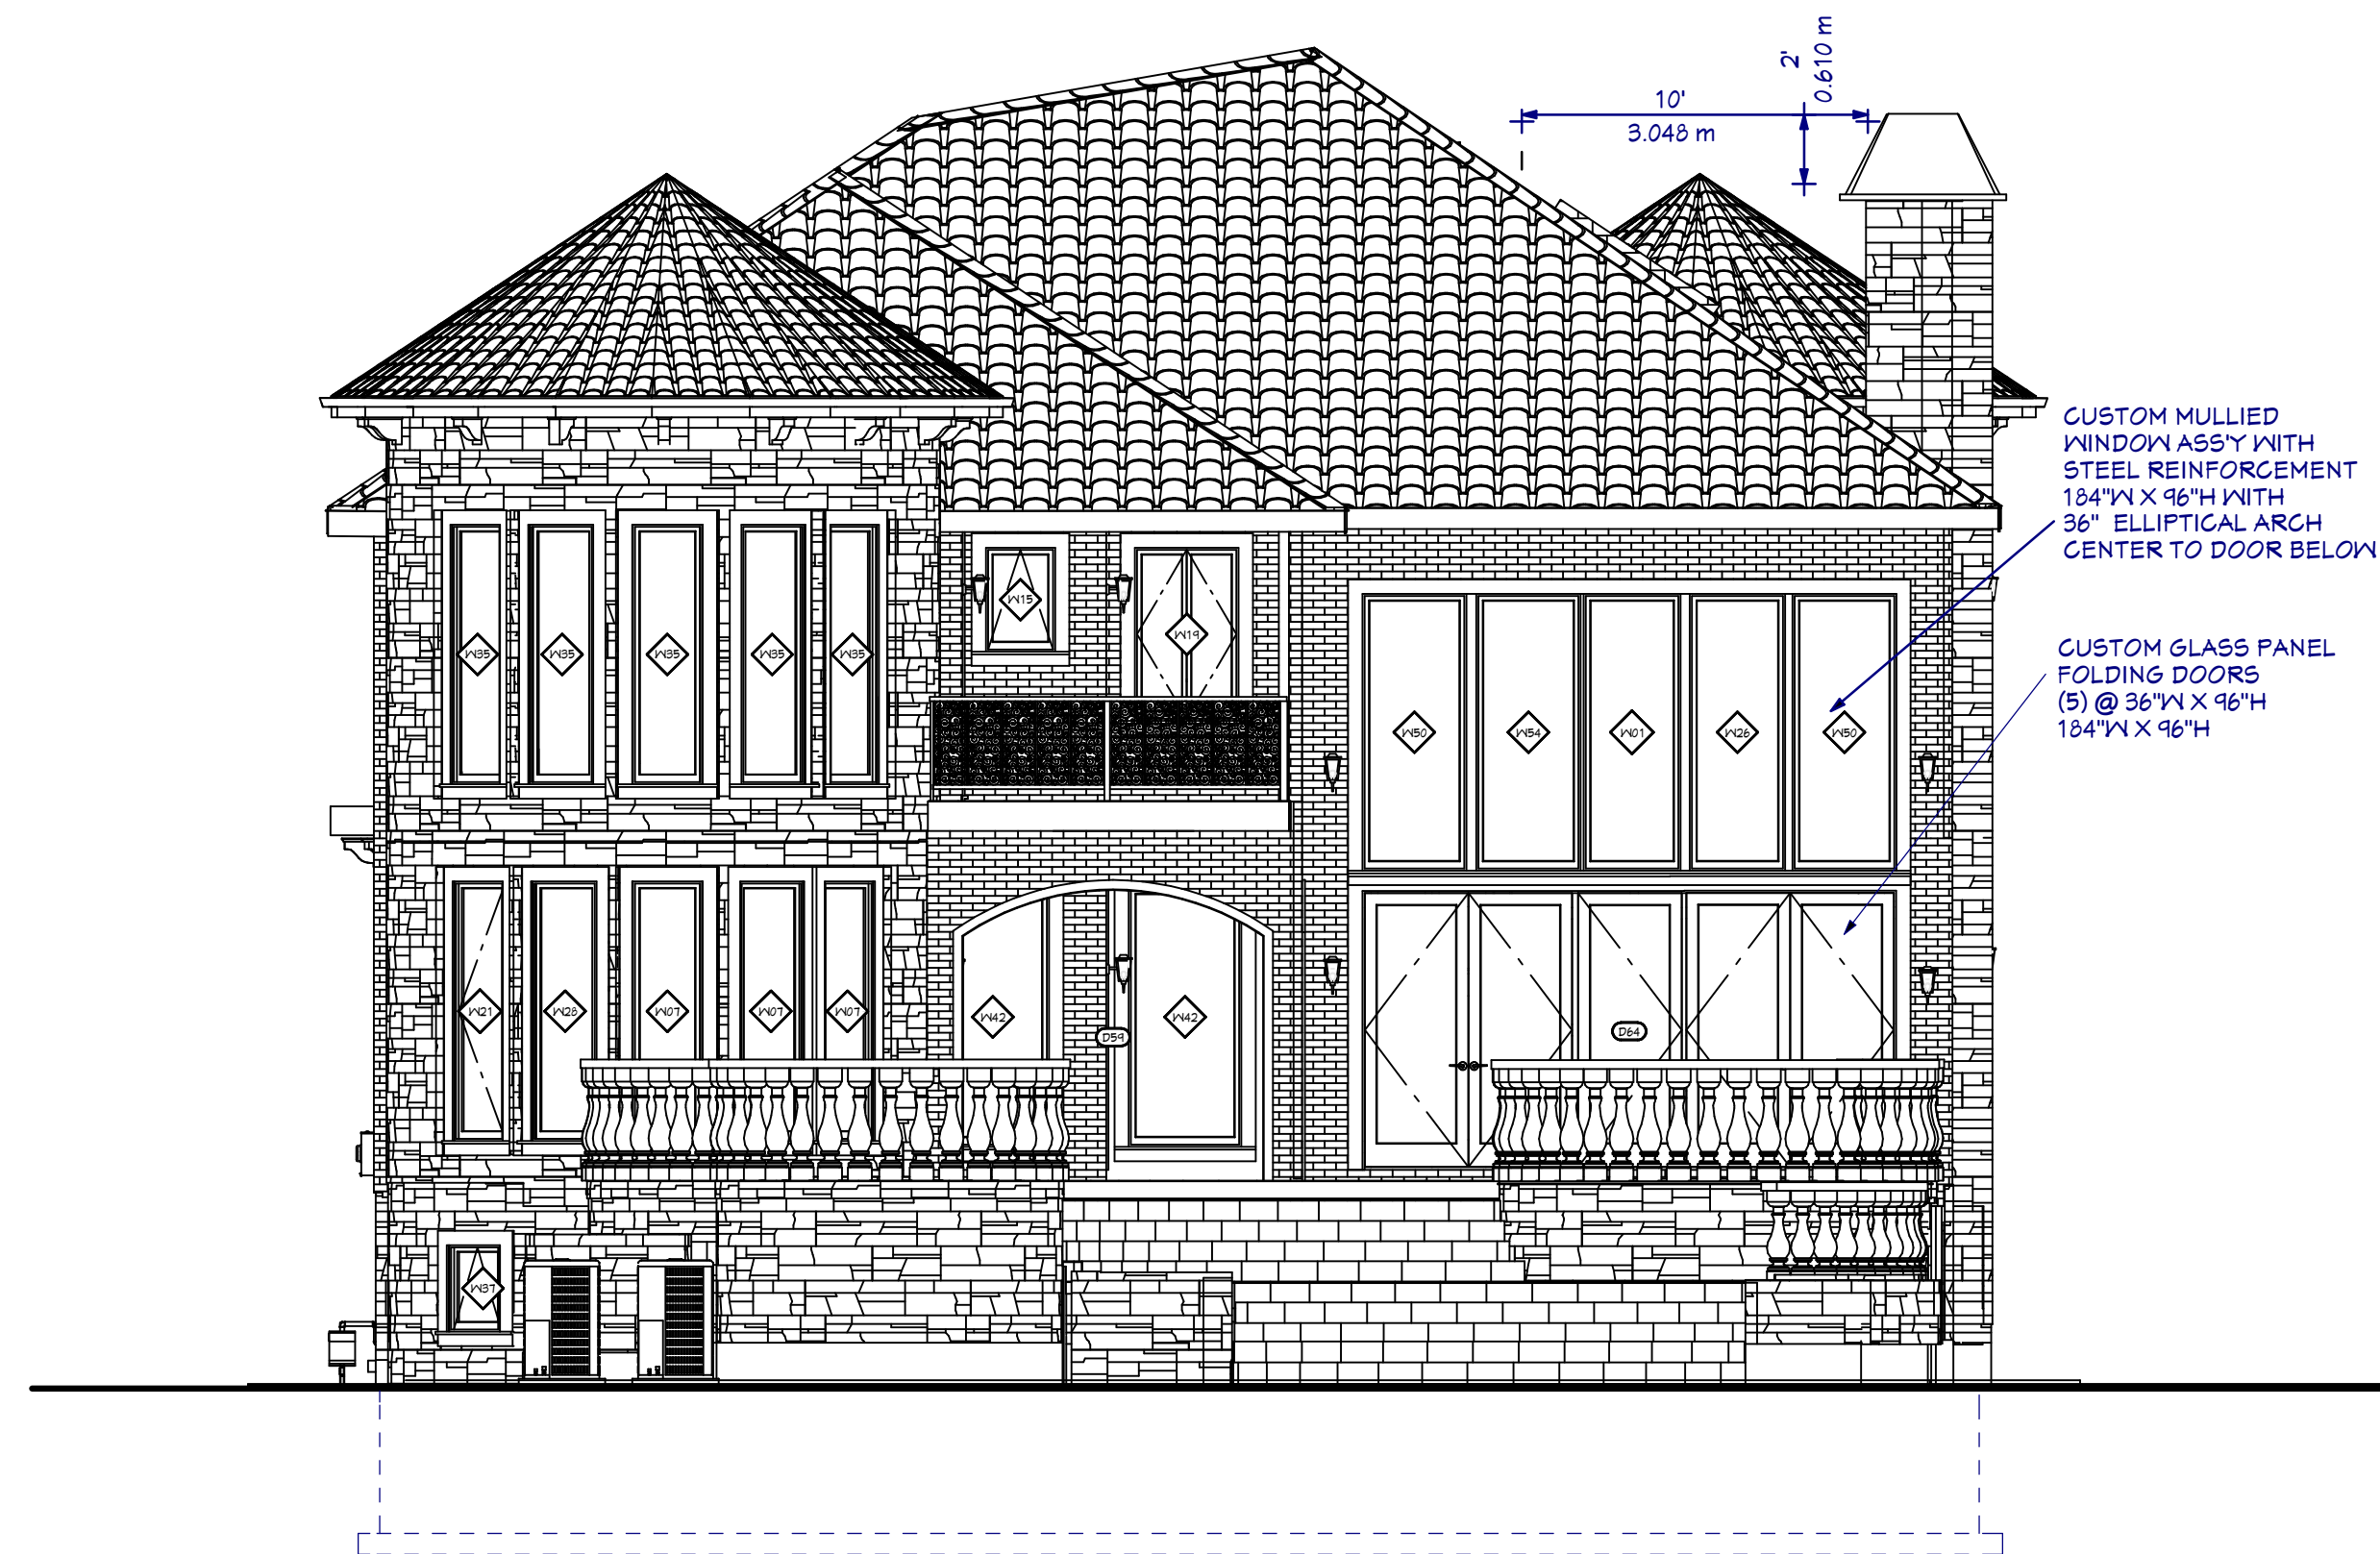 2'
0.610 m
10'
3.048 m
CUSTOM MULLIED
WINDOW ASS'Y WITH
STEEL REINFORCEMENT
184"W X 96"H WITH
36" ELLIPTICAL ARCH
CENTER TO DOOR BELOW
W15
W19
W35
W35
W35
W35
W35
CUSTOM GLASS PANEL
FOLDING DOORS
(5) @ 36"W X 96"H
184"W X 96"H
W50
W54
W01
W26
W50
W21
W28
W07
W07
W07
W42
W42
D59
D64
W37